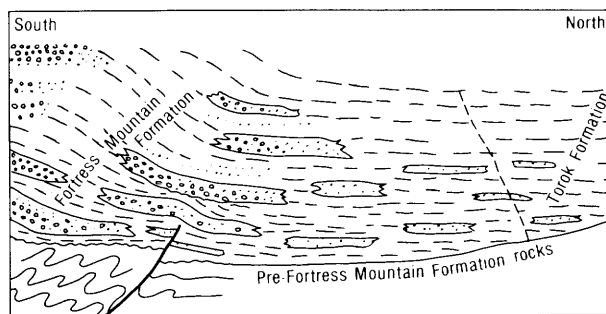 South
North
Fortress Mountain
Formation
Torok Formation
Pre-Fortress Mountain Formation rocks